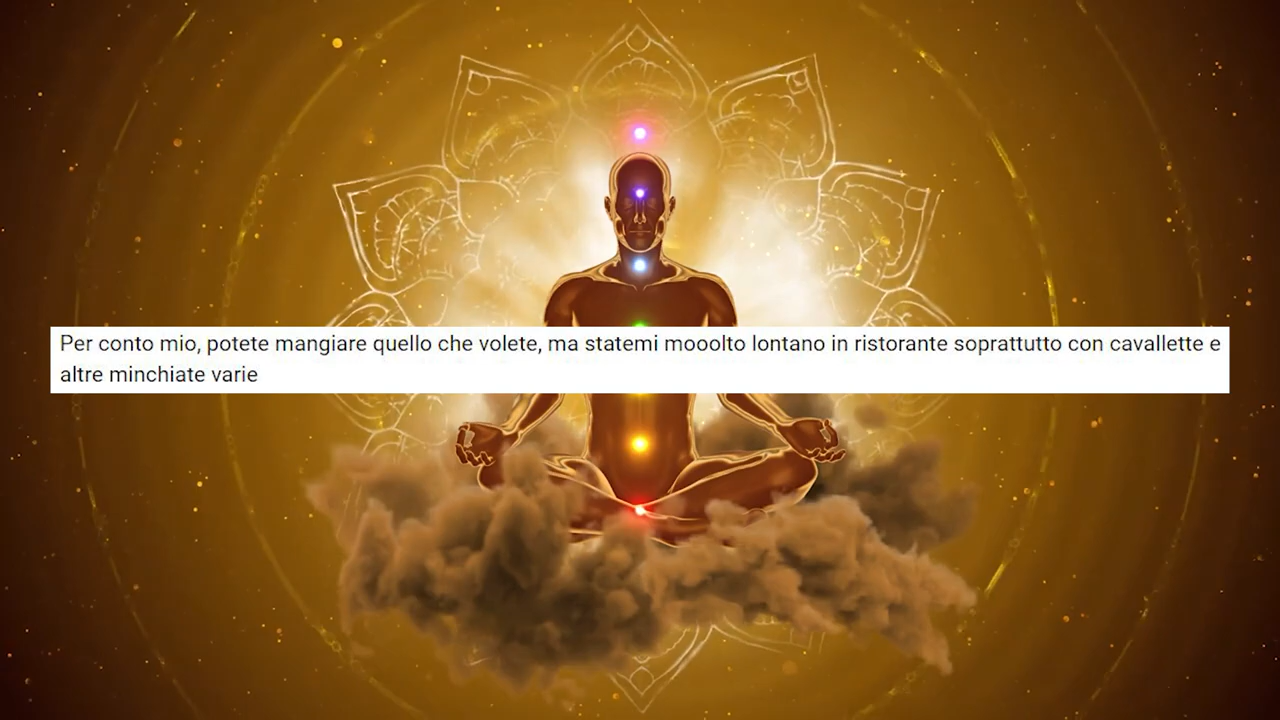 Per conto mio, potete mangiare quello che volete, ma statemi mooolto lontano in ristorante soprattutto con cavallette e
altre minchiate varie